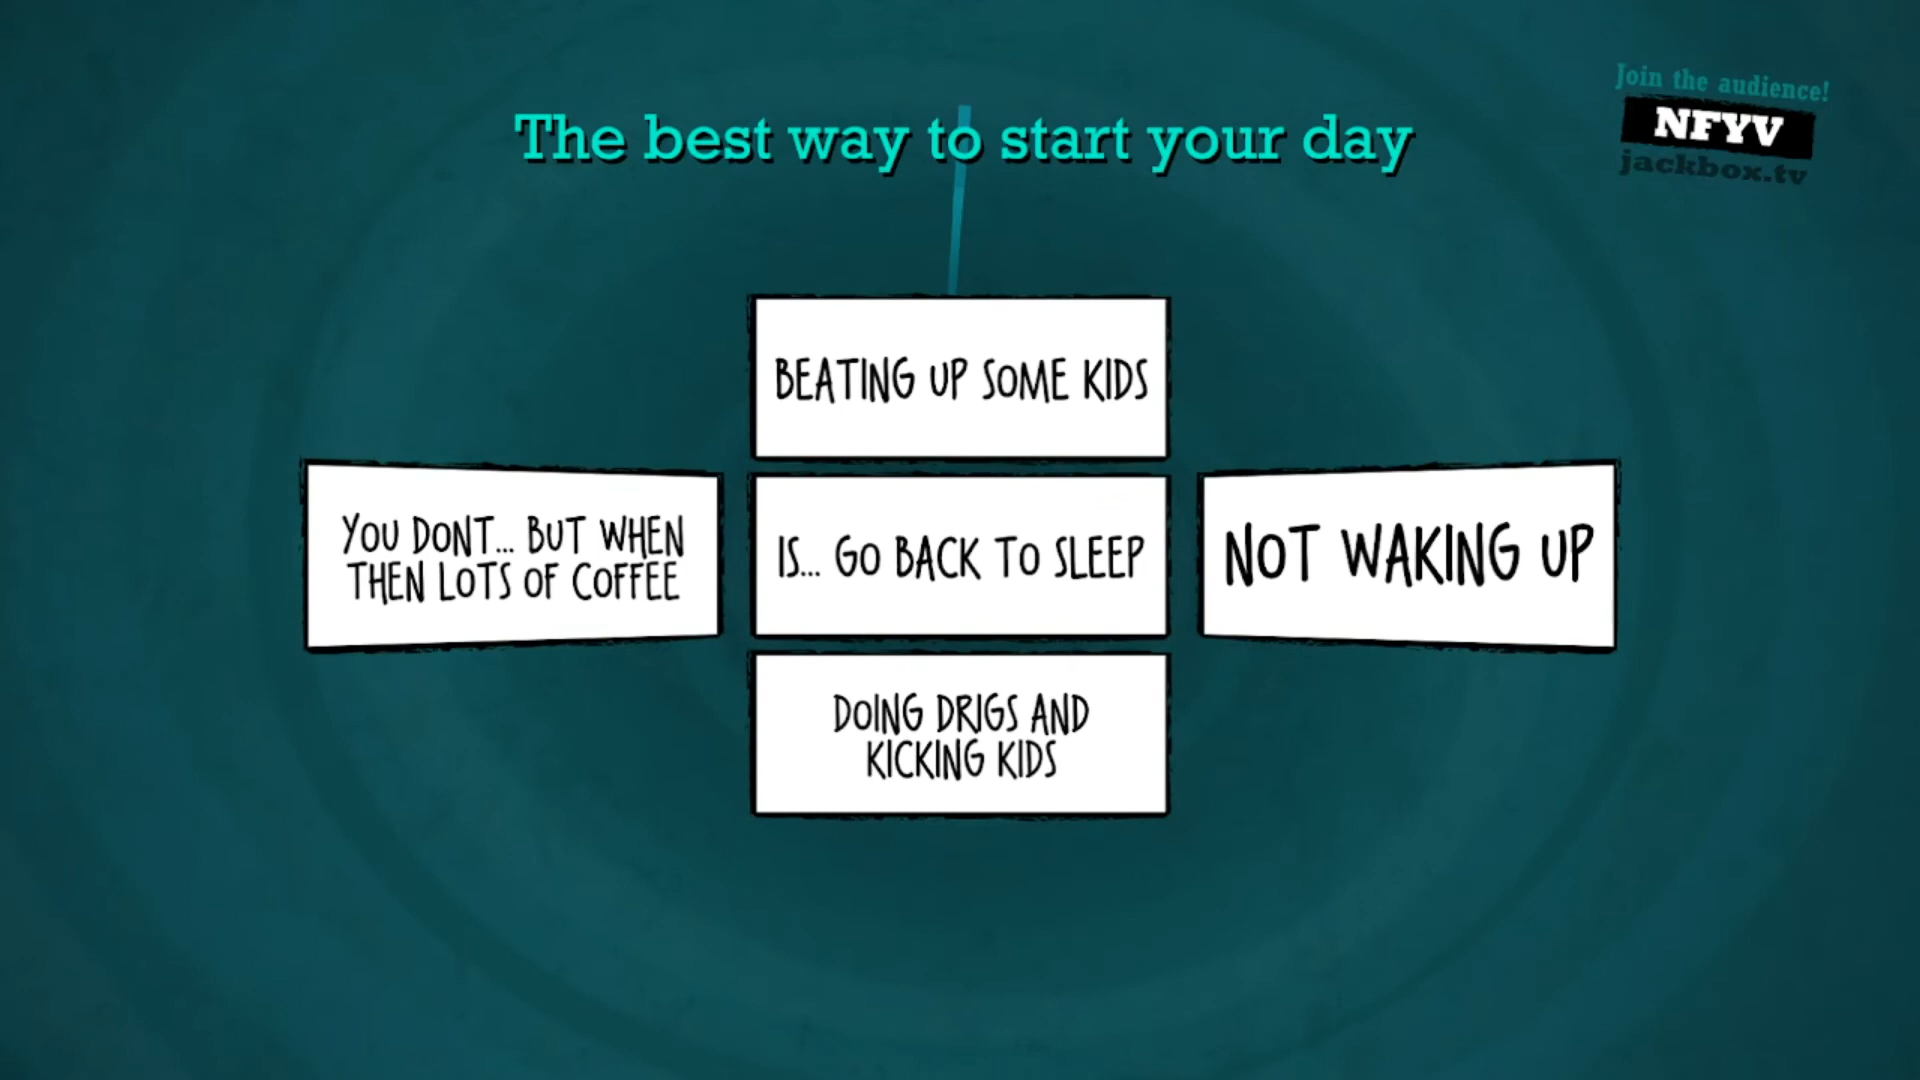 Join the audience!
NFYV
jackbox.tv
The best way to start your day
BEATING UP SOME KIDS
YOU DONT... BUT WHEN
THEN LOTS OF COFFEE
IS... GO BACK TO SLEEP
NOT WAKING UP
DOING DRIGS AND
KICKING KIDS